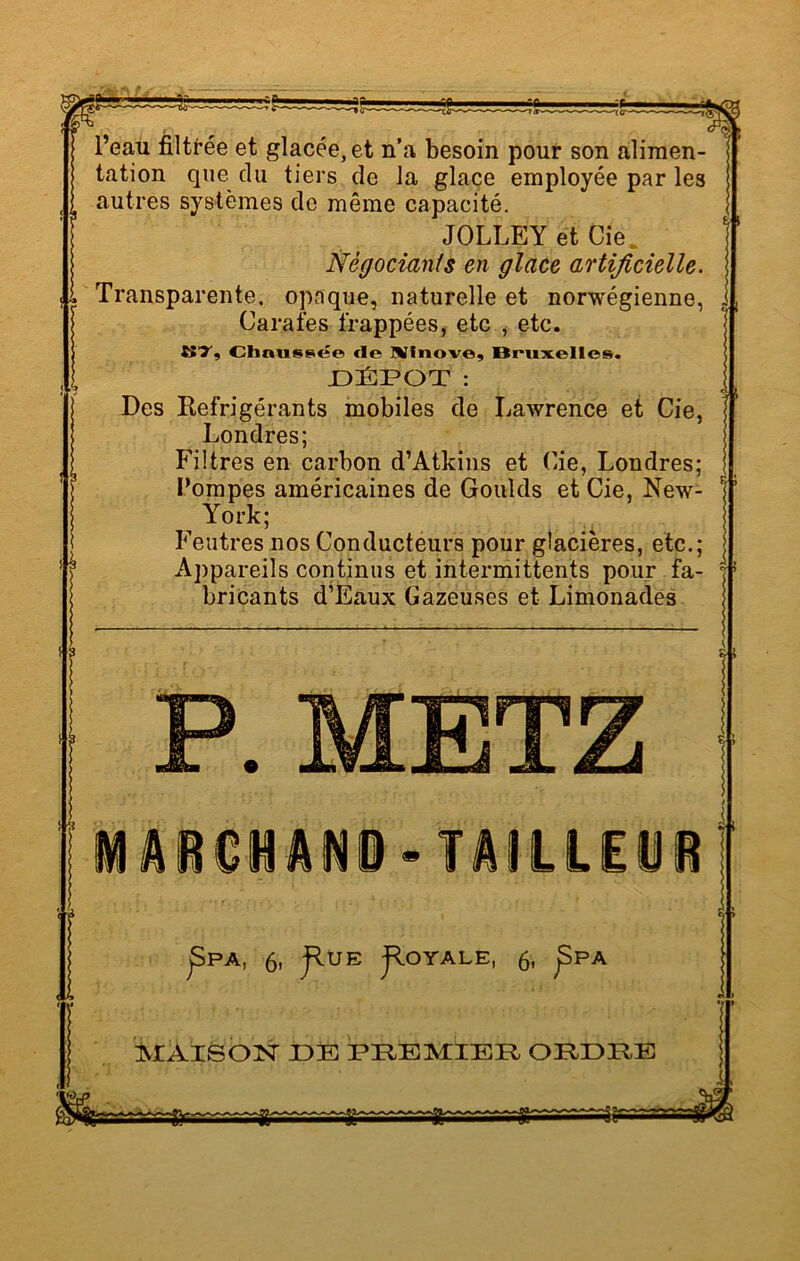 l'eau filtrée et glacée, et n'a besoin pour son alimen-
tation que du tiers de la glace employée par les
autres systèmes de même capacité.
JOLLEY et Cie.
Négociants en glace artificielle.
Transparente, opaque, naturelle et norwégienne,
Carafes frappées, etc , etc.
Chaussée de Ninove, Bruxelles.
DÉPOT :
Des Refrigérants mobiles de Lawrence et Cie,
Londres;
Filtres en carbon d'Atkins et Cie, Londres;
Pompes américaines de Goulds et Cie, New-
York;
Feutres nos Conducteurs pour glacières, etc.;
Appareils continus et intermittents pour fa-
bricants d'Eaux Gazeuses et Limonades
P. METZ
MARCHAND-TAILLEUR
SPA, 6, RUE ROYALE, 6, SPA
MAISON DE PREMIER ORDRE